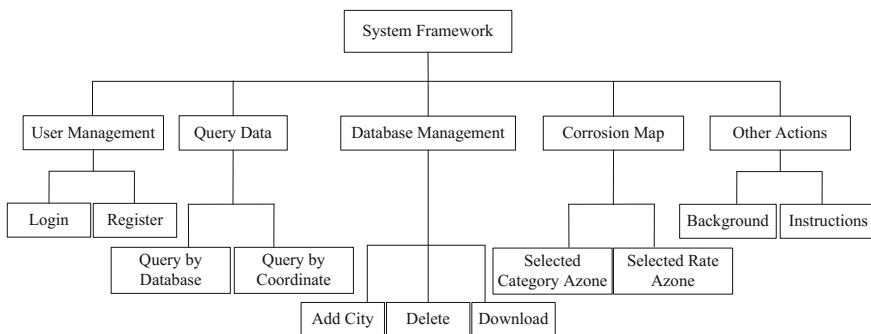 System Framework
User Management
Query Data
Database Management
Corrosion Map
Other Actions
Login
Register
Background
Instructions
Query by
Database
Query by
Coordinate
Selected
Category Azone
Selected Rate
Azone
Add City
Delete
Download